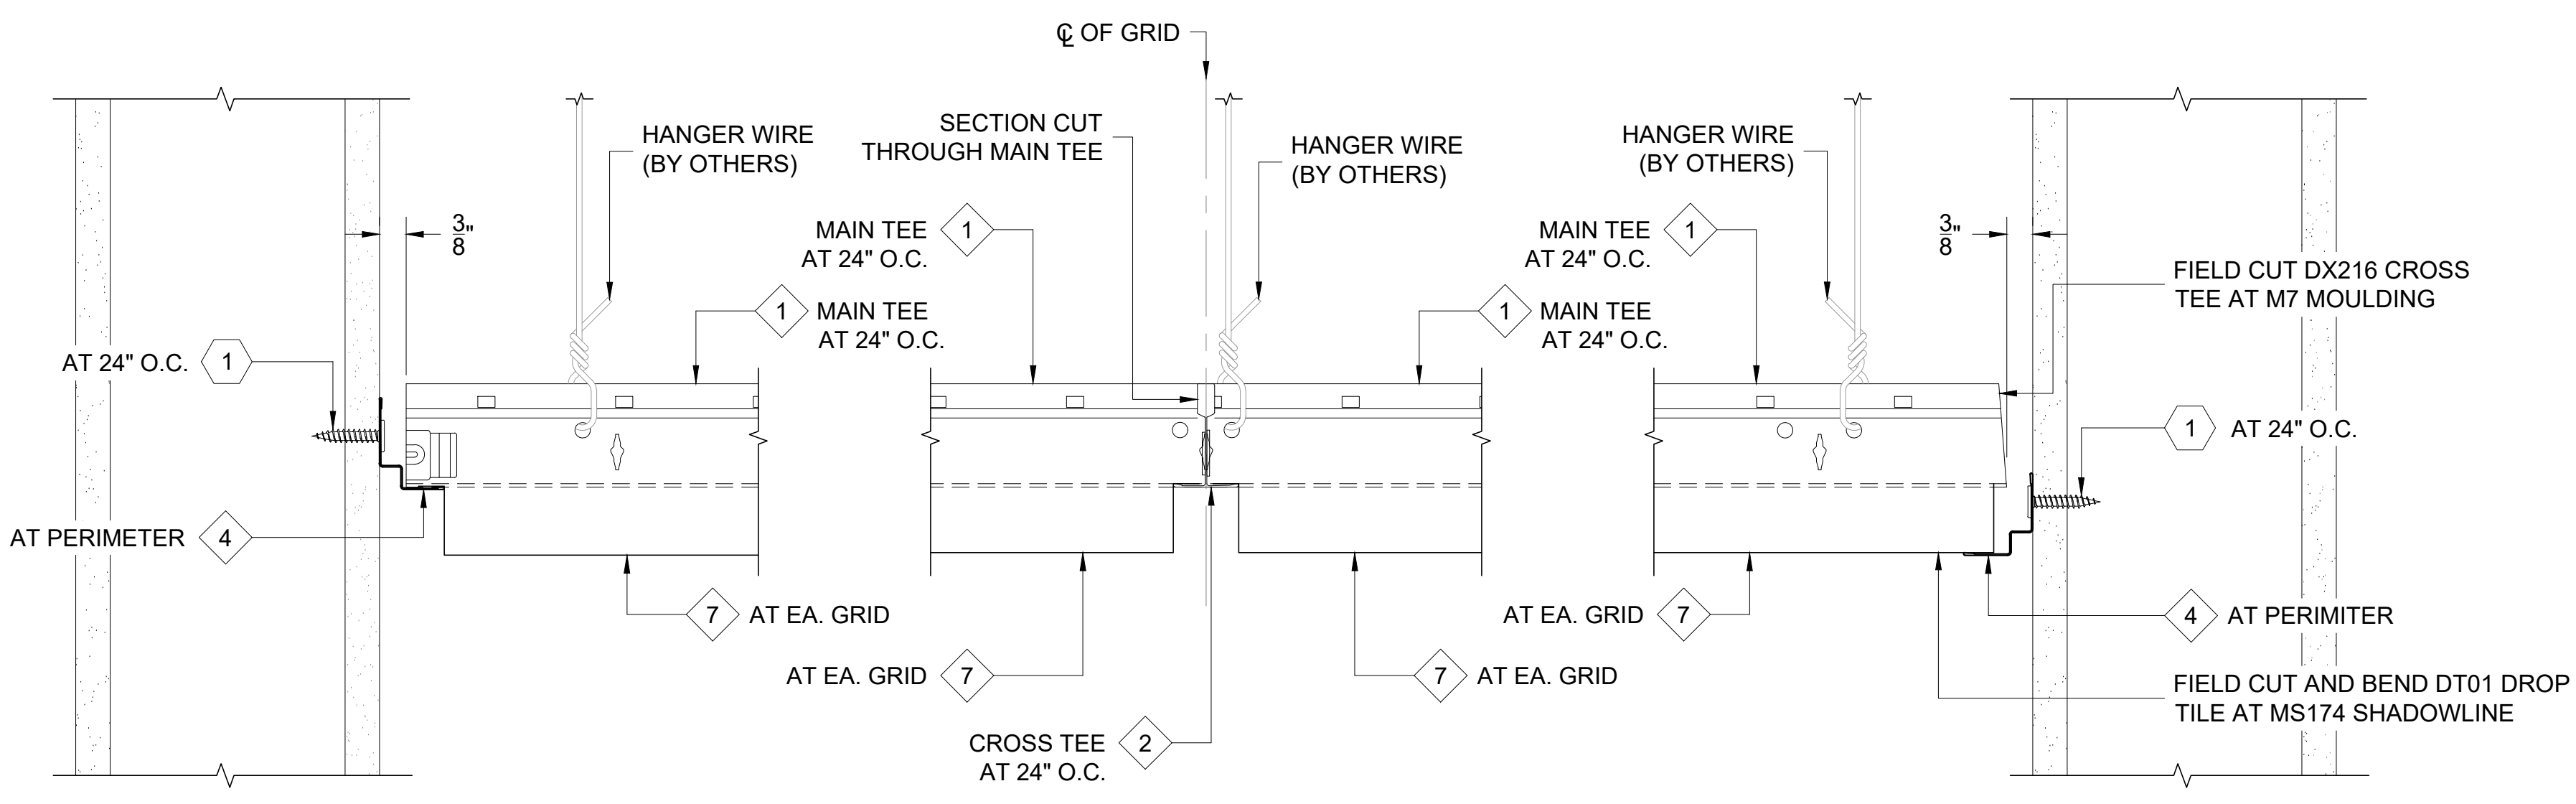 ℄ OF GRID
SECTION CUT
THROUGH MAIN TEE
HANGER WIRE
(BY OTHERS)
HANGER WIRE
(BY OTHERS)
HANGER WIRE
(BY OTHERS)
3/8"
MAIN TEE
AT 24" O.C.
1
MAIN TEE
AT 24" O.C.
1
3/8"
FIELD CUT DX216 CROSS
TEE AT M7 MOULDING
1
MAIN TEE
AT 24" O.C.
1
MAIN TEE
AT 24" O.C.
AT 24" O.C. 1
1 AT 24" O.C.
AT PERIMETER 4
7 AT EA. GRID
AT EA. GRID 7
4 AT PERIMITER
AT EA. GRID 7
7 AT EA. GRID
FIELD CUT AND BEND DT01 DROP
TILE AT MS174 SHADOWLINE
CROSS TEE
AT 24" O.C.
2